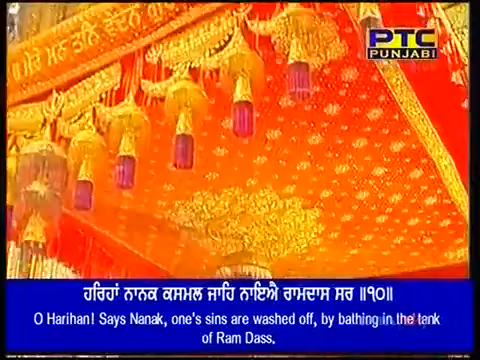 PTC
PUNJABI
ਹਰਿਹਾਂ ਨਾਨਕ ਕਸਮਲ ਜਾਹਿ ਨਾਇਐ ਰਾਮਦਾਸ ਸਰ ॥੧੦॥
O Harihan! Says Nanak, one's sins are washed off, by bathing in the tank
of Ram Dass.